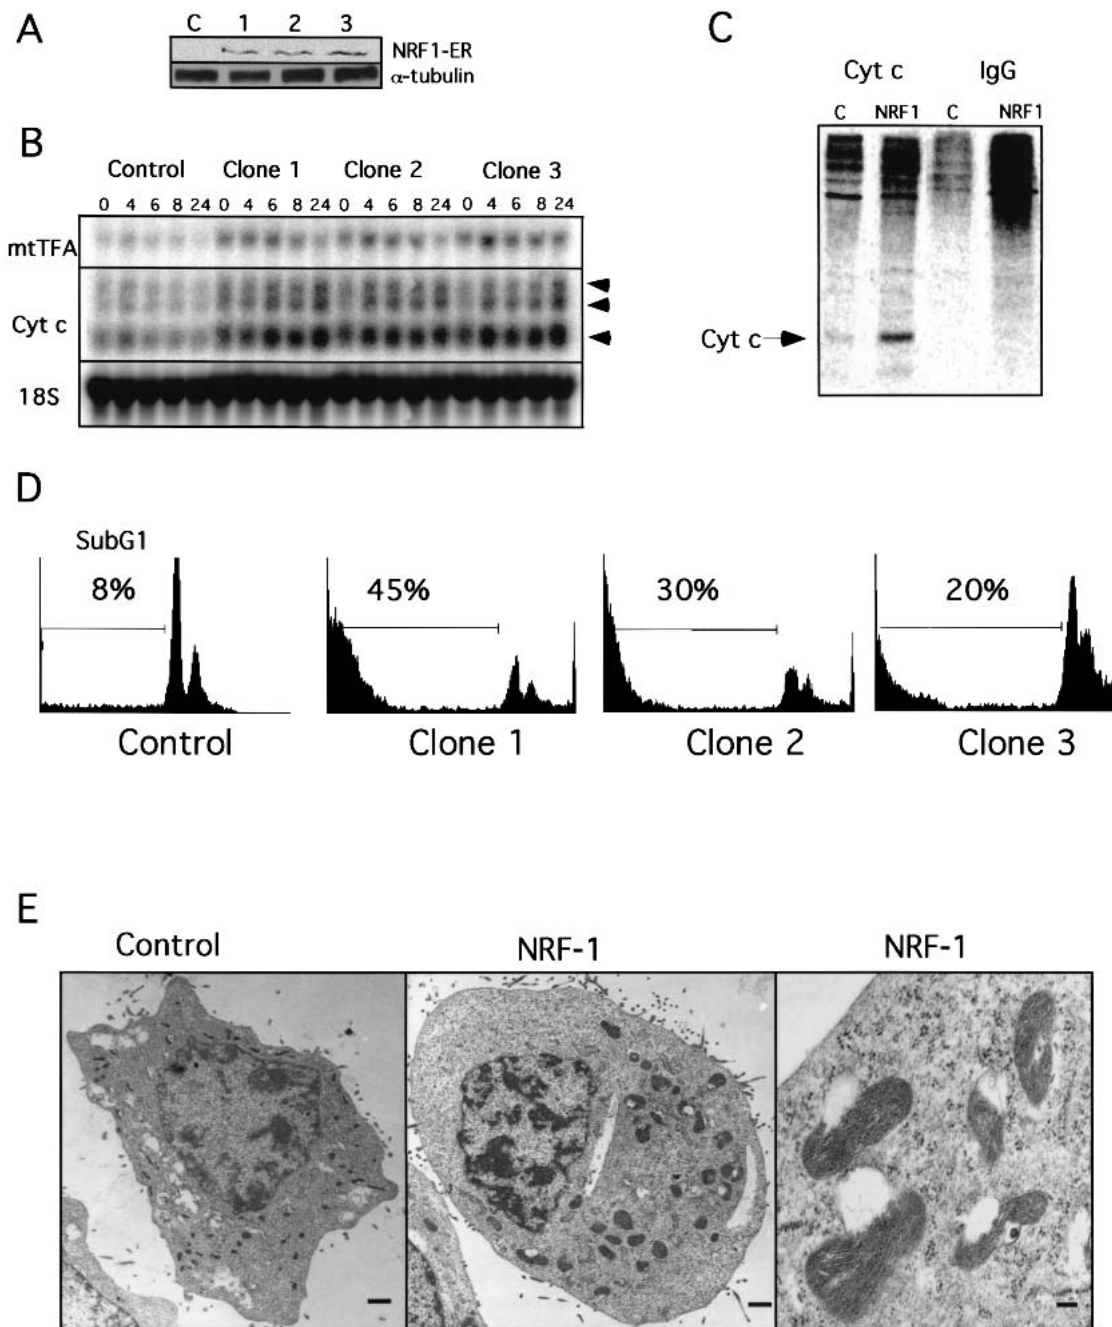 A
C 1 2 3
NRF1-ER
α-tubulin
B
Control Clone 1 Clone 2 Clone 3
0 4 6 8 24 0 4 6 8 24 0 4 6 8 24 0 4 6 8 24
mtTFA
Cyt c
18S
C
Cyt c IgG
C NRF1 C NRF1
Cyt c
D
SubG1
8% 45% 30% 20%
Control Clone 1 Clone 2 Clone 3
E
Control NRF-1 NRF-1